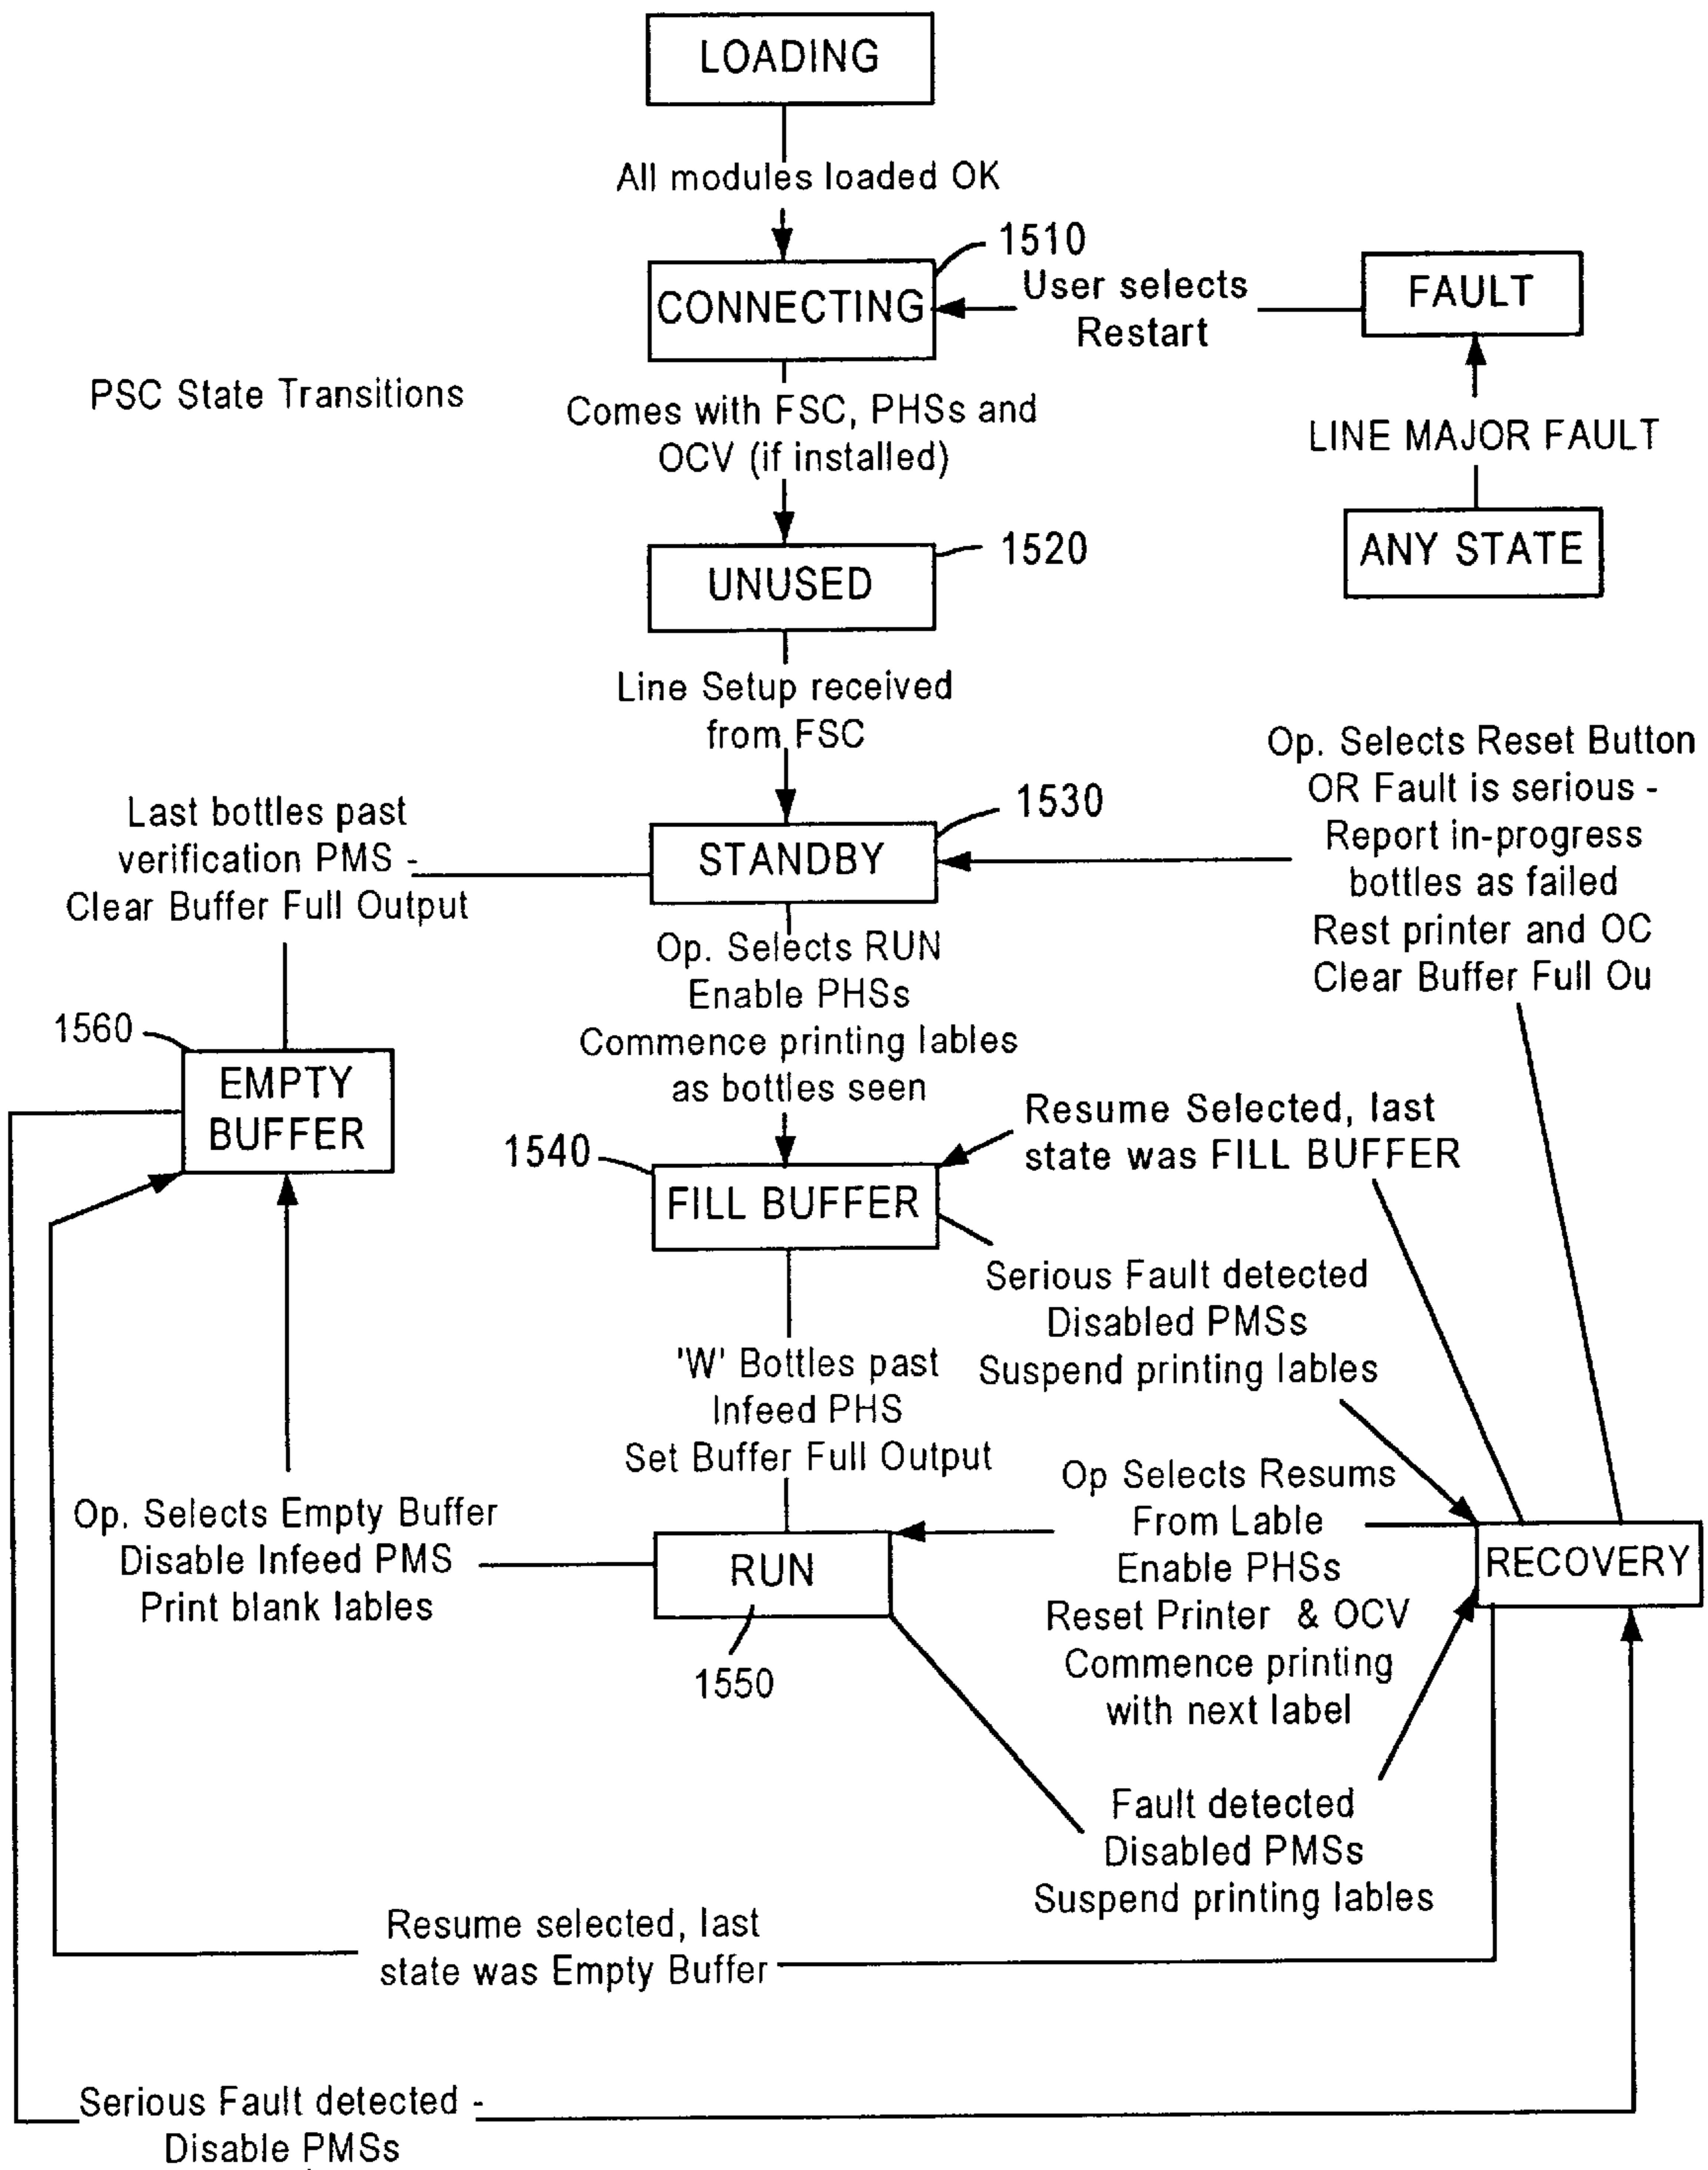 LOADING
All modules loaded OK
1510
CONNECTING
User selects
Restart
FAULT
PSC State Transitions
Comes with FSC, PHSs and
OCV (if installed)
LINE MAJOR FAULT
ANY STATE
1520
UNUSED
Line Setup received
from FSC
1530
STANDBY
Op. Selects Reset Button
OR Fault is serious -
Report in-progress
bottles as failed
Rest printer and OC
Clear Buffer Full Ou
Last bottles past
verification PMS -
Clear Buffer Full Output
Op. Selects RUN
Enable PHSs
Commence printing lables
as bottles seen
1560
EMPTY
BUFFER
1540
FILL BUFFER
Resume Selected, last
state was FILL BUFFER
Serious Fault detected
Disabled PMSs
Suspend printing lables
'W' Bottles past
Infeed PHS
Set Buffer Full Output
Op. Selects Empty Buffer
Disable Infeed PMS
Print blank lables
RUN
1550
Op Selects Resums
From Lable
Enable PHSs
Reset Printer & OCV
Commence printing
with next label
RECOVERY
Fault detected
Disabled PMSs
Suspend printing lables
Resume selected, last
state was Empty Buffer
Serious Fault detected -
Disable PMSs